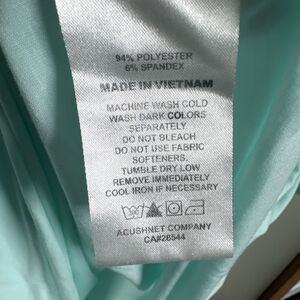 94% POLYESTER
6% SPANDEX
MADE IN VIETNAM
MACHINE WASH COLD
WASH DARK COLORS
SEPARATELY
DO NOT BLEACH
DO NOT USE FABRIC
SOFTENERS.
TUMBLE DRY LOW
REMOVE IMMEDIATELY
COOL IRON IF NECESSARY
ACUSHNET COMPANY
CA#28544